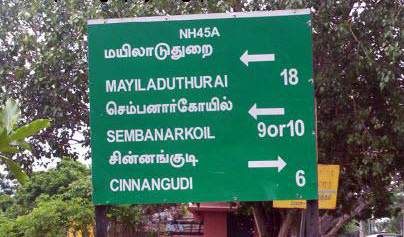 NH45A
மயிலாடுதுறை
MAYILADUTHURAI 18
செம்பனார்கோயில்
SEMBANARKOIL 9or10
சின்னங்குடி
CINNANGUDI 6